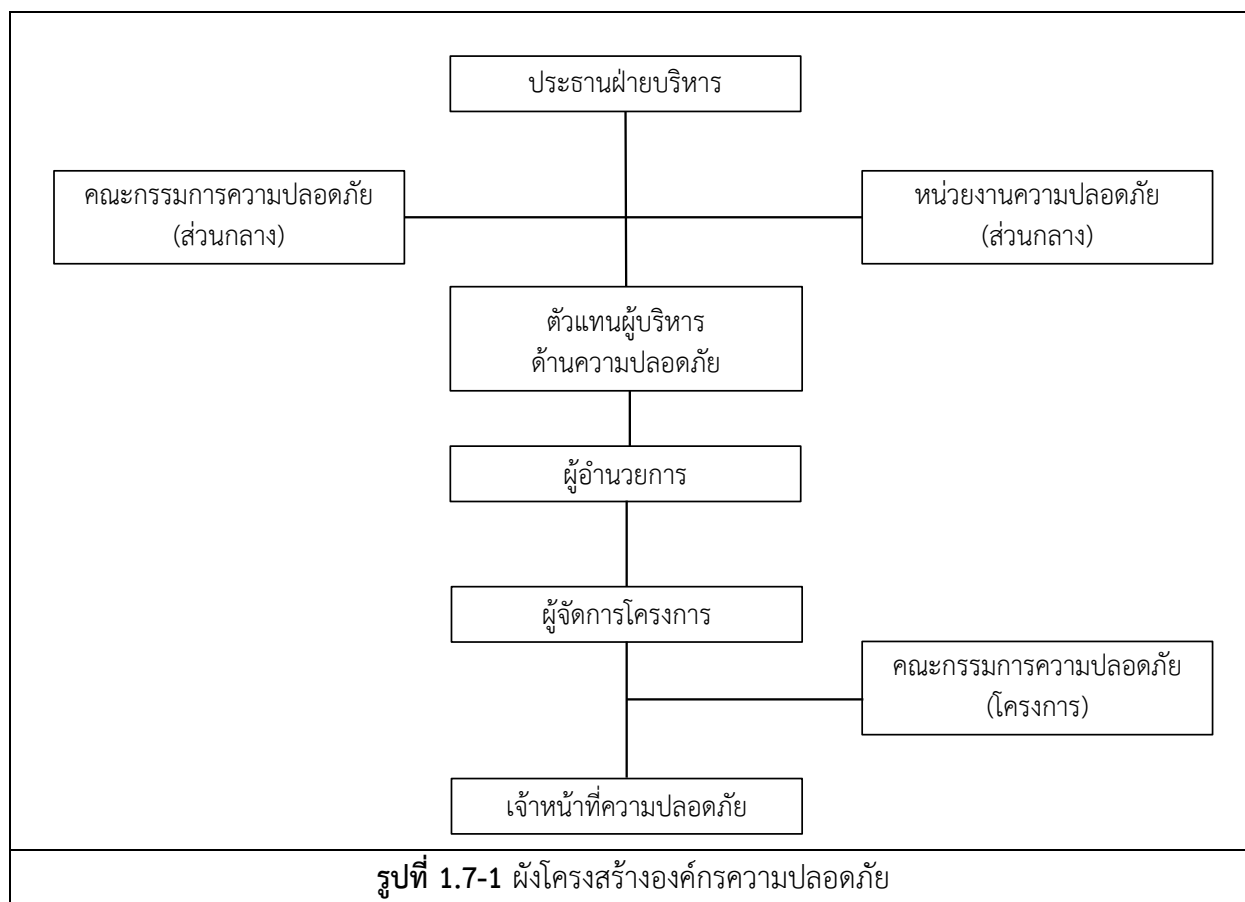 ประธานฝ่ายบริหาร
คณะกรรมการความปลอดภัย
(ส่วนกลาง)
หน่วยงานความปลอดภัย
(ส่วนกลาง)
ตัวแทนผู้บริหาร
ด้านความปลอดภัย
ผู้อำนวยการ
ผู้จัดการโครงการ
คณะกรรมการความปลอดภัย
(โครงการ)
เจ้าหน้าที่ความปลอดภัย
รูปที่ 1.7-1 ผังโครงสร้างองค์กรความปลอดภัย